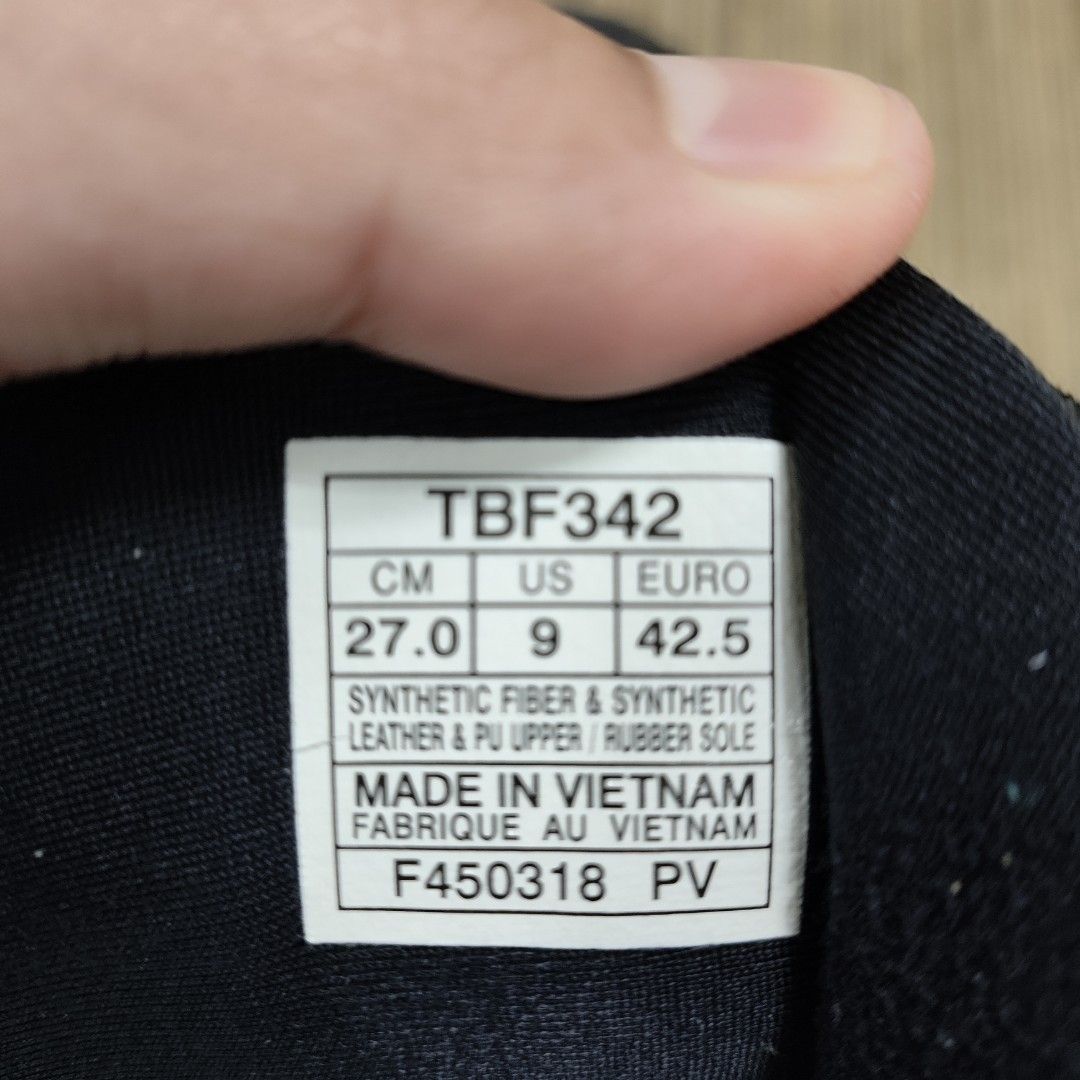 TBF342
CM US EURO
27.0 9 42.5
SYNTHETIC FIBER & SYNTHETIC
LEATHER & PU UPPER / RUBBER SOLE
MADE IN VIETNAM
FABRIQUE AU VIETNAM
F450318 PV